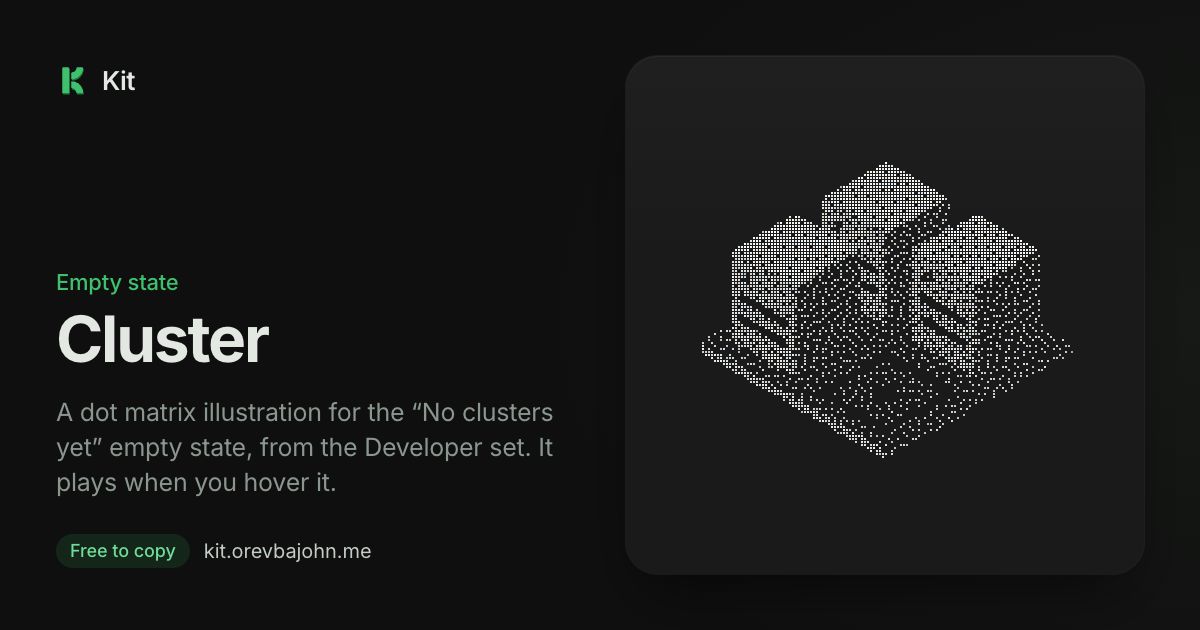 Kit
Empty state
Cluster
A dot matrix illustration for the “No clusters
yet” empty state, from the Developer set. It
plays when you hover it.
Free to copy
kit.orevbajohn.me